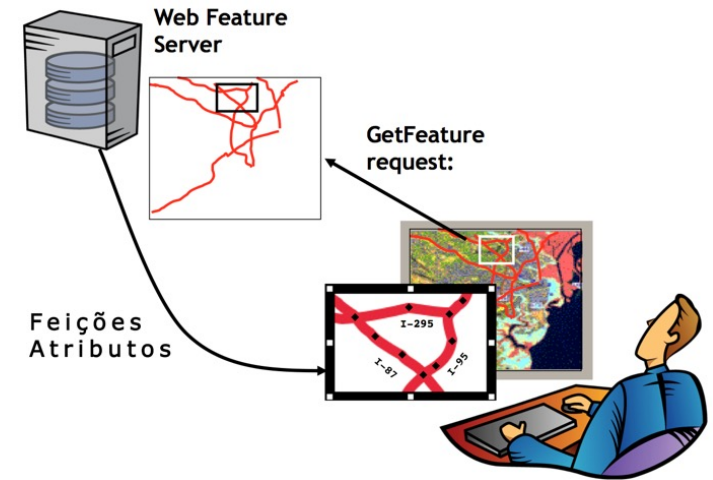 Web Feature
Server
GetFeature
request:
Feições
Atributos
I-295
I-87
I-95